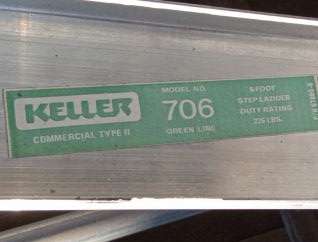 KELLER
COMMERCIAL TYPE II
MODEL NO.
706
GREEN LINE
6-FOOT
STEP LADDER
DUTY RATING
225 LBS.